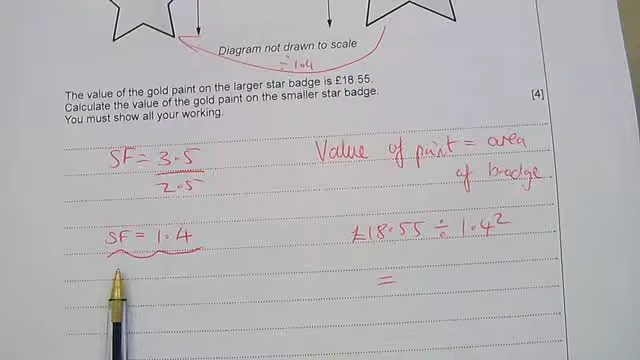 Diagram not drawn to scale
÷ 1.4
The value of the gold paint on the larger star badge is £18.55.
Calculate the value of the gold paint on the smaller star badge.
You must show all your working.
[4]
SF = 3.5
2.5
Value of paint = area
of badge
SF = 1.4
£18.55 ÷ 1.4²
=